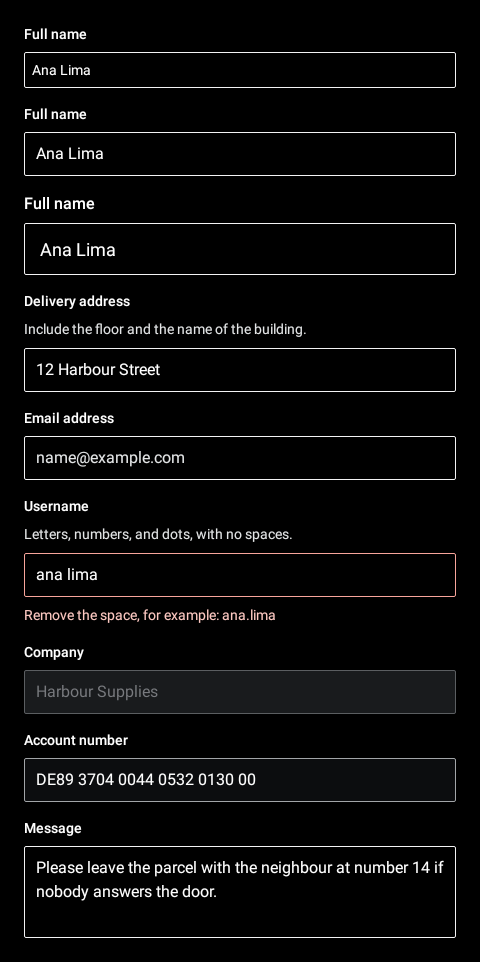 Full name
Ana Lima
Full name
Ana Lima
Full name
Ana Lima
Delivery address
Include the floor and the name of the building.
12 Harbour Street
Email address
name@example.com
Username
Letters, numbers, and dots, with no spaces.
ana lima
Remove the space, for example: ana.lima
Company
Harbour Supplies
Account number
DE89 3704 0044 0532 0130 00
Message
Please leave the parcel with the neighbour at number 14 if
nobody answers the door.